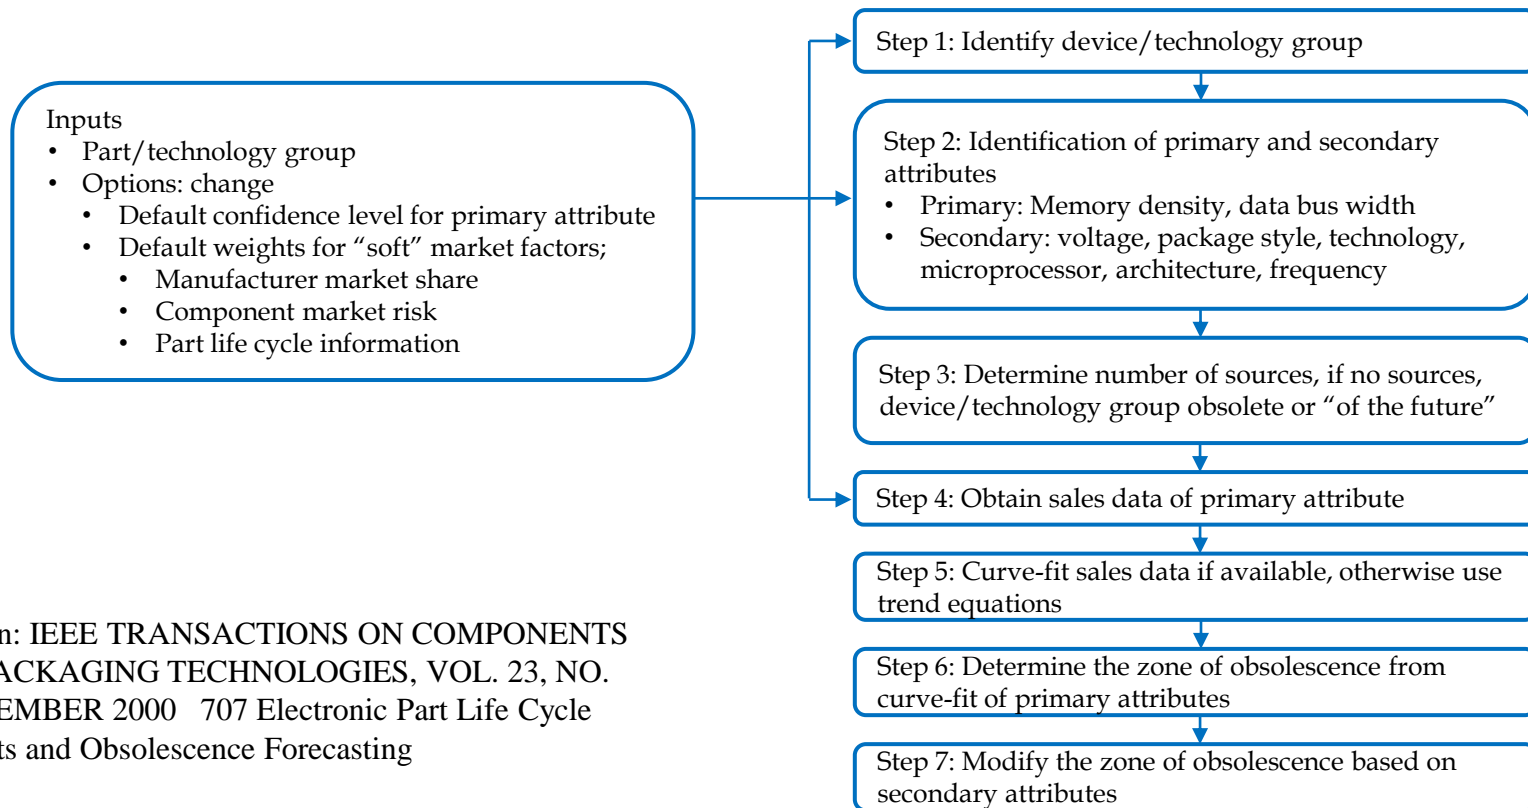 Inputs
• Part/technology group
• Options: change
• Default confidence level for primary attribute
• Default weights for “soft” market factors;
• Manufacturer market share
• Component market risk
• Part life cycle information
Step 1: Identify device/technology group
Step 2: Identification of primary and secondary
attributes
• Primary: Memory density, data bus width
• Secondary: voltage, package style, technology,
microprocessor, architecture, frequency
Step 3: Determine number of sources, if no sources,
device/technology group obsolete or “of the future”
Step 4: Obtain sales data of primary attribute
Step 5: Curve-fit sales data if available, otherwise use
trend equations
Step 6: Determine the zone of obsolescence from
curve-fit of primary attributes
Step 7: Modify the zone of obsolescence based on
secondary attributes
: IEEE TRANSACTIONS ON COMPONENTS
PACKAGING TECHNOLOGIES, VOL. 23, NO.
EMBER 2000 707 Electronic Part Life Cycle
ts and Obsolescence Forecasting